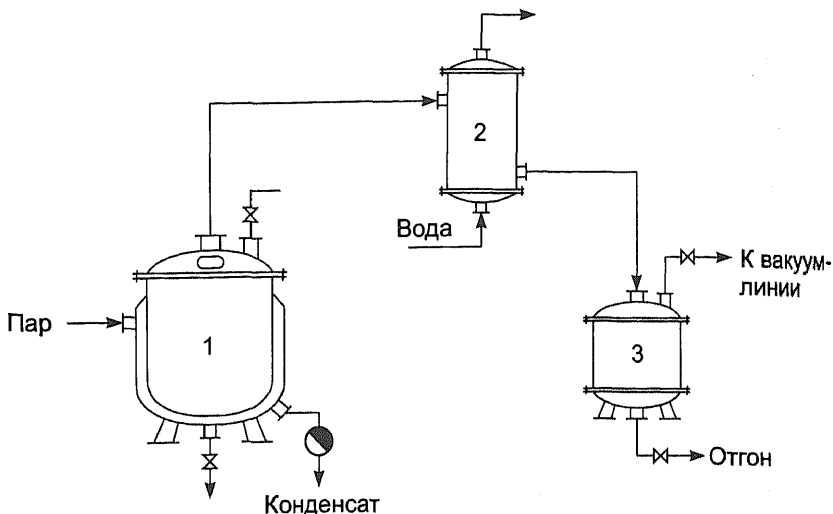 2
Вода
К вакуум-
линии
Пар
1
3
Отгон
Конденсат